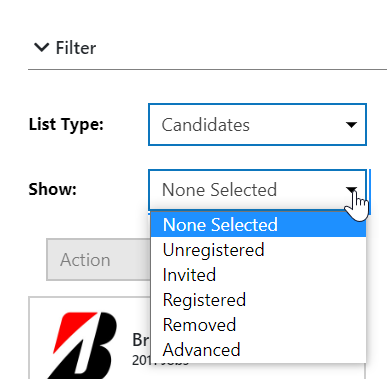 Filter
List Type:
Candidates
Show:
None Selected
None Selected
Unregistered
Invited
Registered
Removed
Advanced
Action